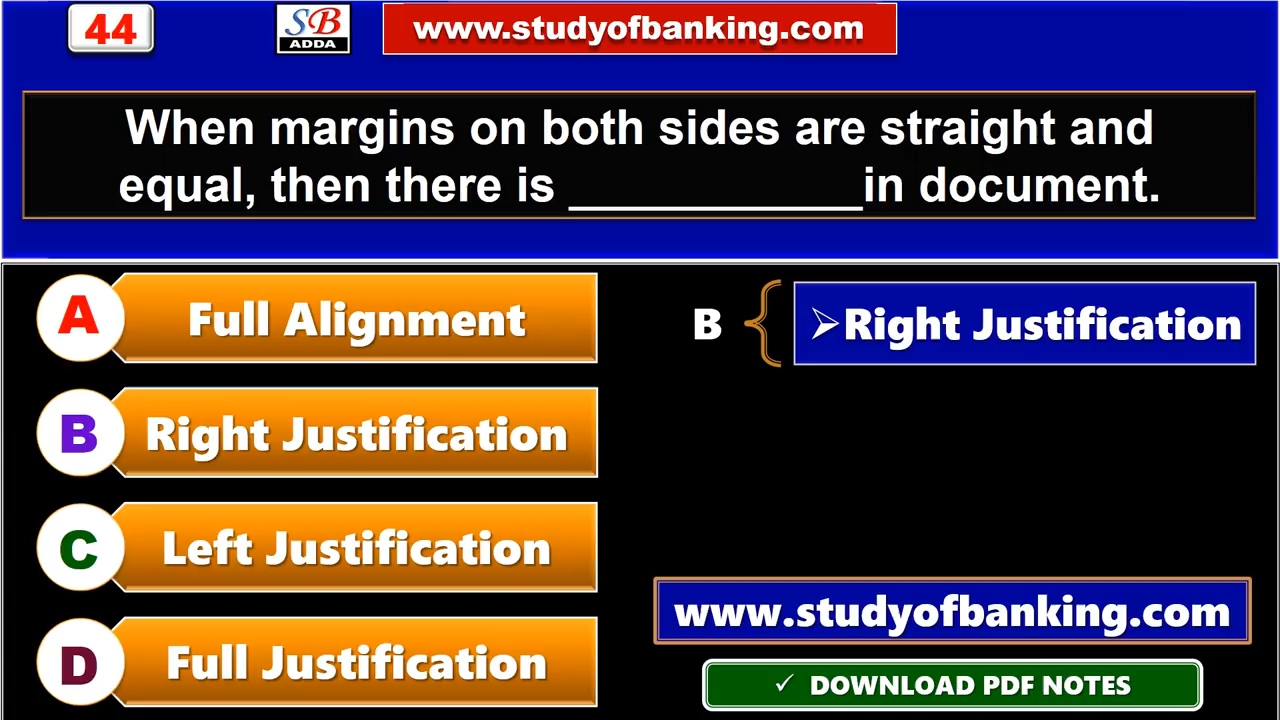 44
SB
ADDA
www.studyofbanking.com
When margins on both sides are straight and
equal, then there is ___________in document.
A Full Alignment
B Right Justification
C Left Justification
D Full Justification
B ➢Right Justification
www.studyofbanking.com
✓ DOWNLOAD PDF NOTES